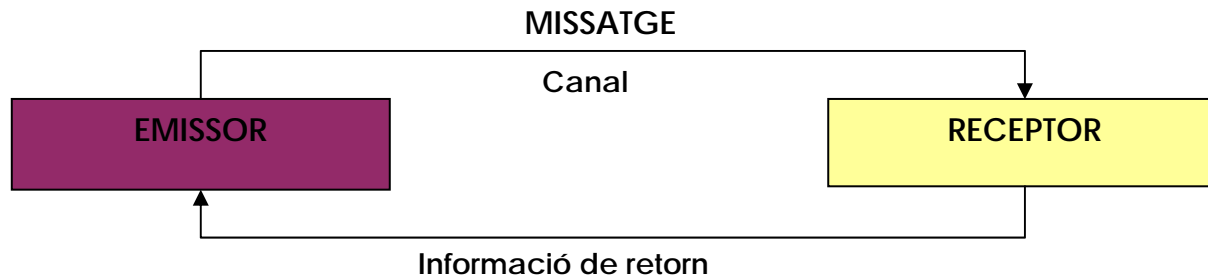 MISSATGE
Canal
EMISSOR
RECEPTOR
Informació de retorn